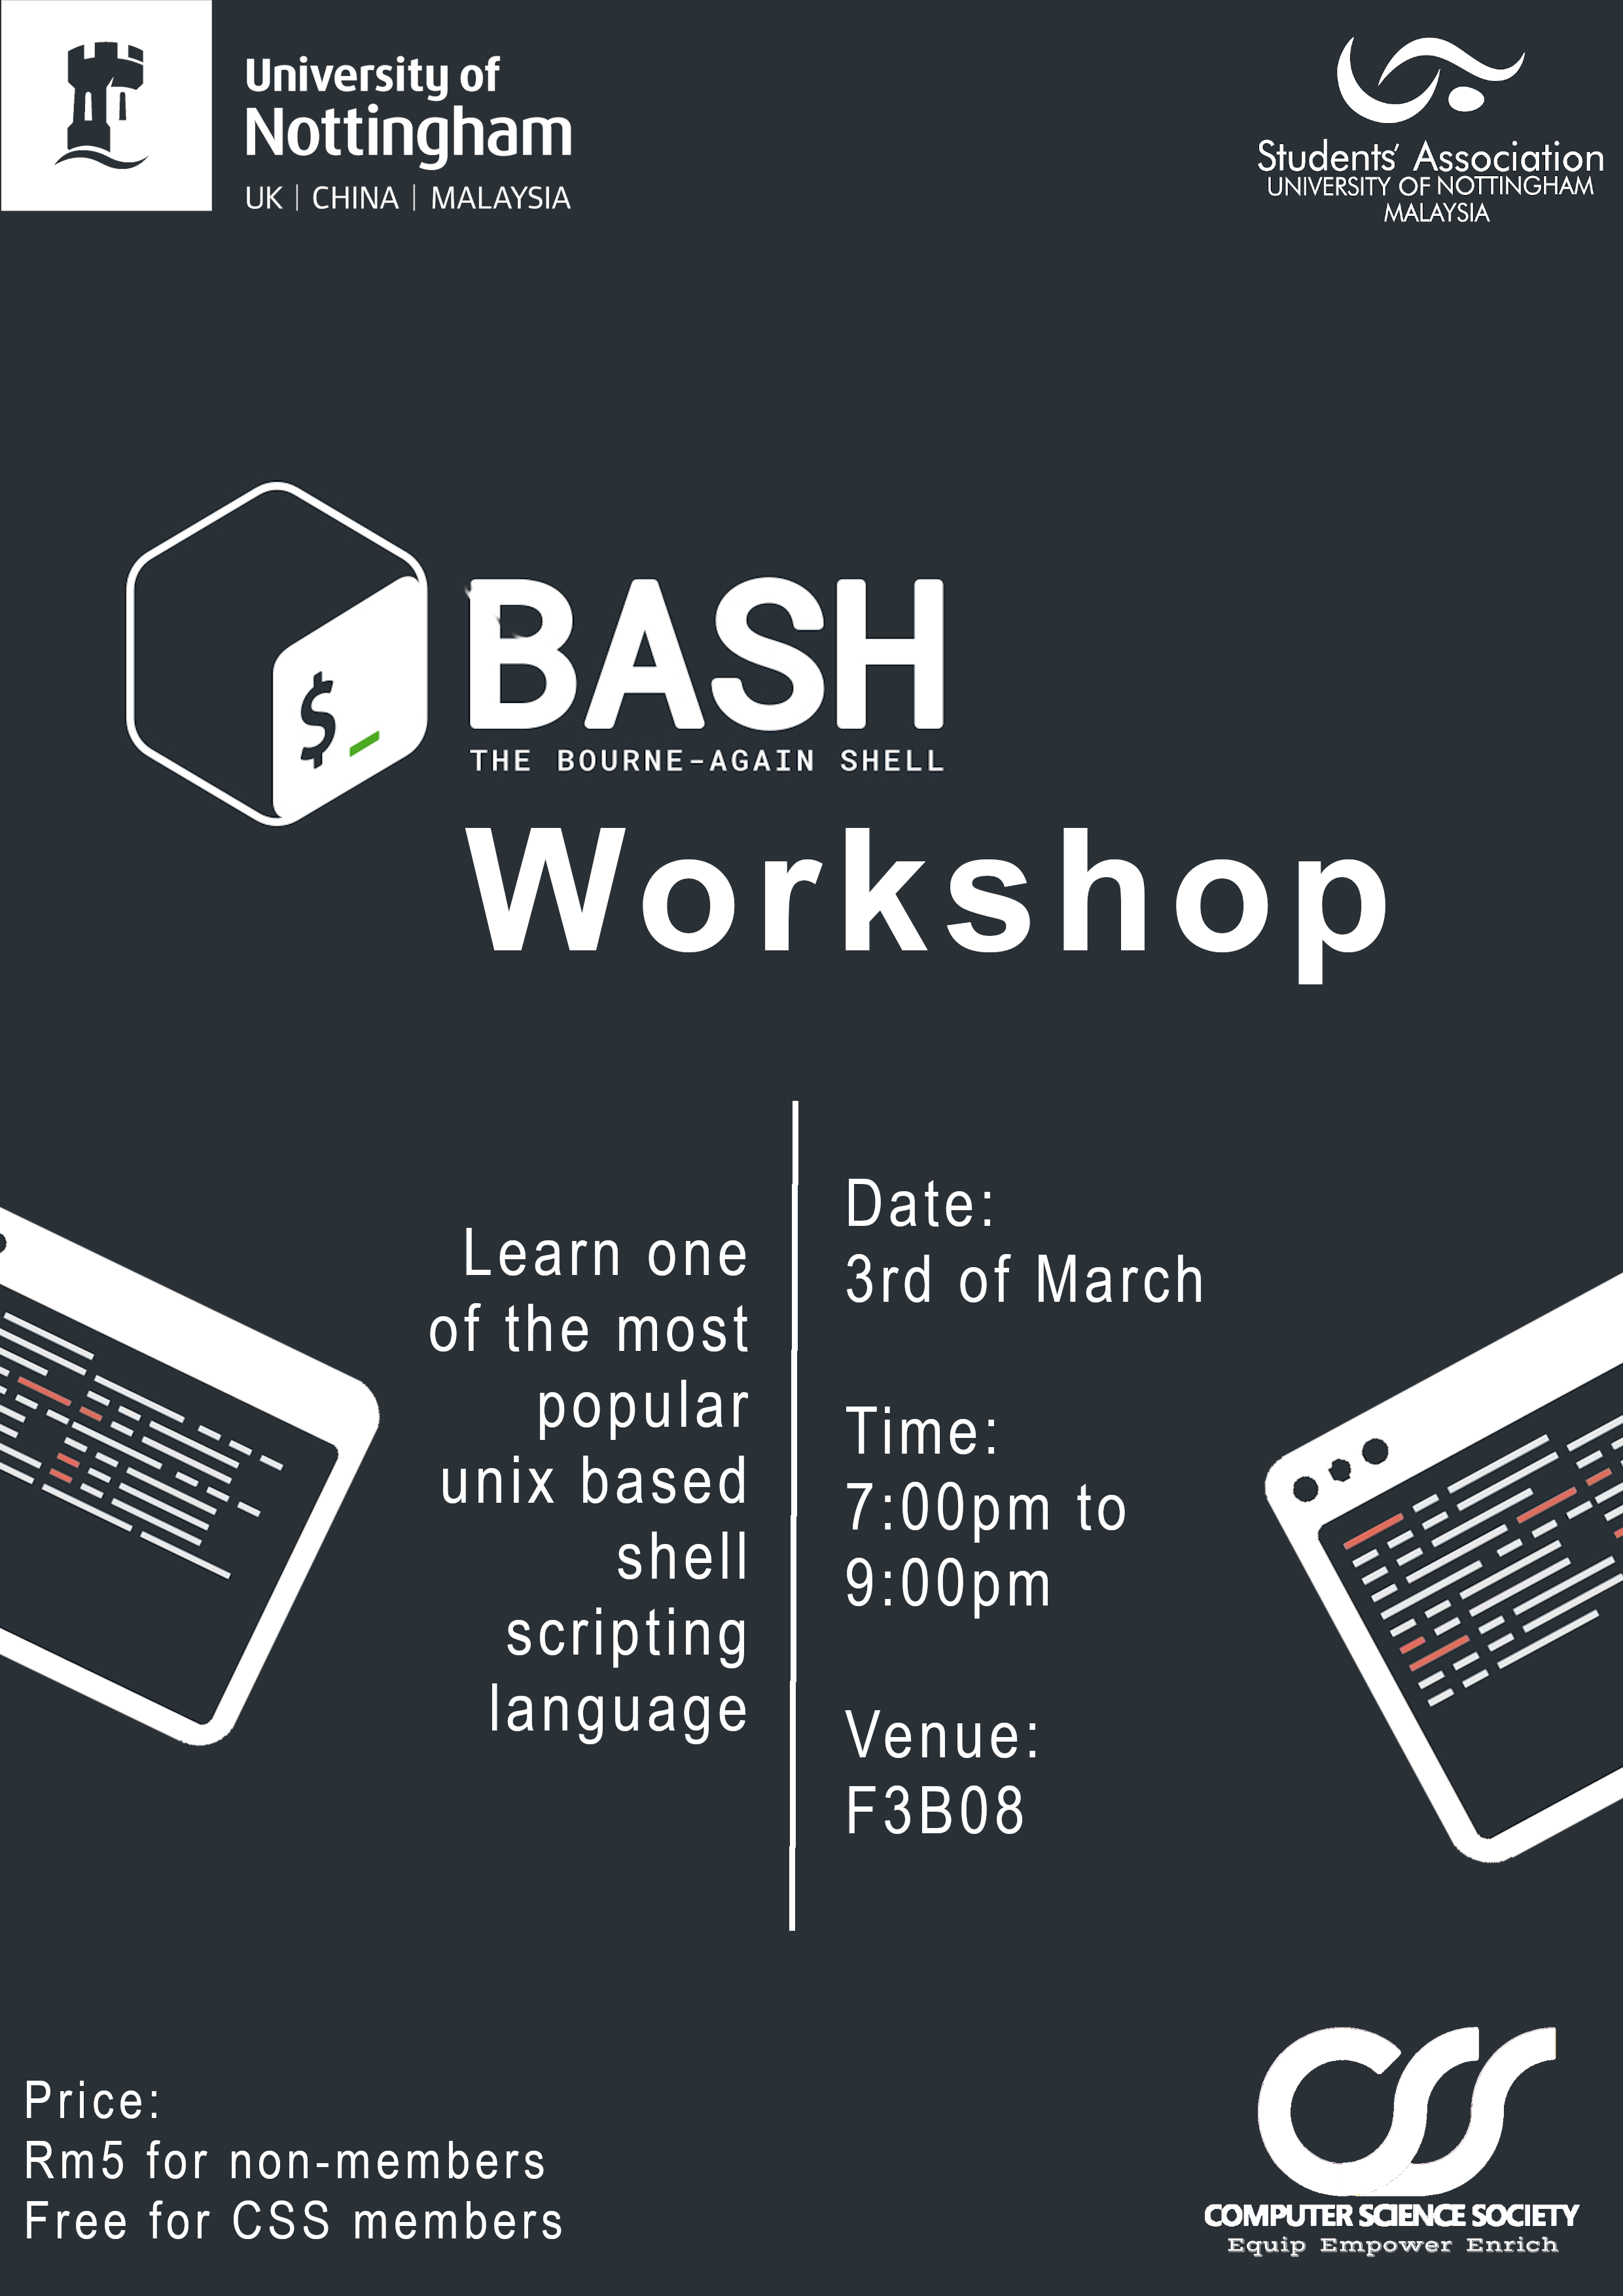 University of
Nottingham
UK | CHINA | MALAYSIA
Students' Association
UNIVERSITY OF NOTTINGHAM
MALAYSIA
$_
BASH
THE BOURNE-AGAIN SHELL
Workshop
Learn one
of the most
popular
unix based
shell
scripting
language
Date:
3rd of March
Time:
7:00pm to
9:00pm
Venue:
F3B08
Price:
Rm5 for non-members
Free for CSS members
CSS
COMPUTER SCIENCE SOCIETY
Equip Empower Enrich